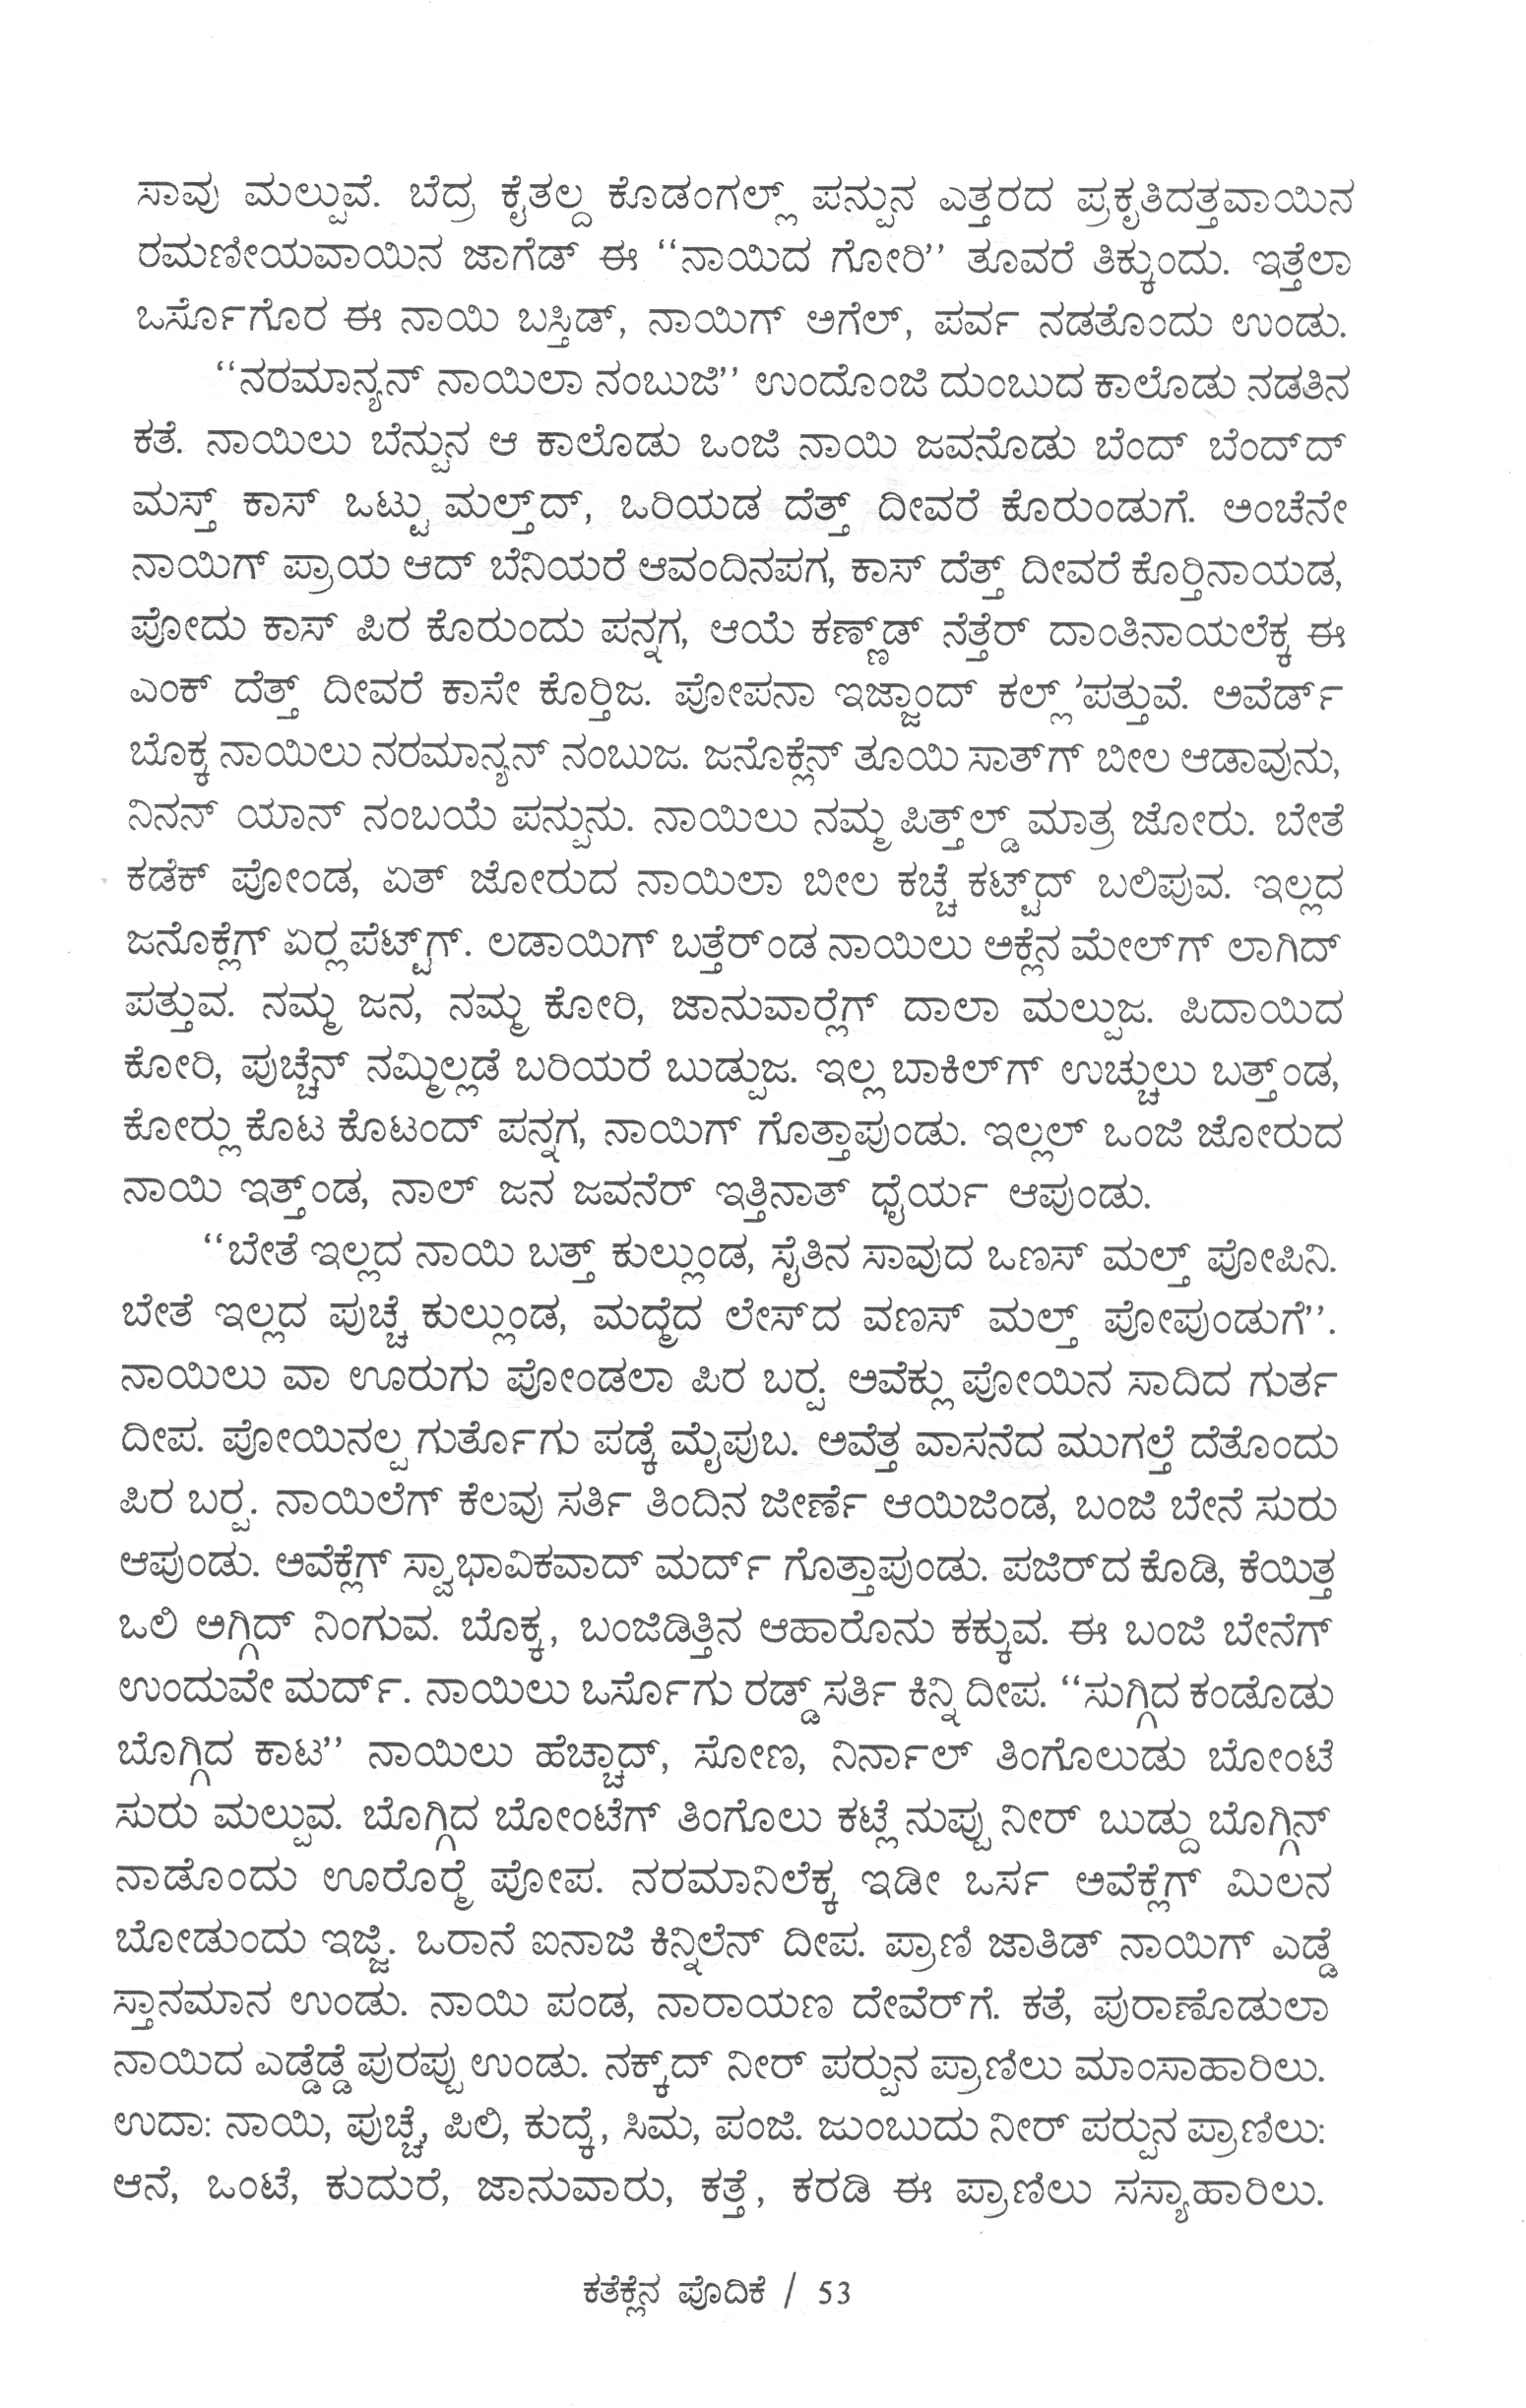 ಸಾವು ಮಲ್ಪುವೆ. ಬೆದ್ರ ಕೈತಲ್ದ ಕೊಡಂಗಲ್ಲ್ ಪನ್ಪುನ ಎತ್ತರದ ಪ್ರಕೃತಿದತ್ತವಾಯಿನ
ರಮಣೀಯವಾಯಿನ ಜಾಗೆಡ್ ಈ “ನಾಯಿದ ಗೋರಿ” ತೂವರೆ ತಿಕ್ಕುಂದು. ಇತ್ತೆಲಾ
ಒರ್ಸೊಗೊರ ಈ ನಾಯಿ ಬಸ್ತಿಡ್, ನಾಯಿಗ್ ಅಗೆಲ್, ಪರ್ವ ನಡತೊಂದು ಉಂಡು.
“ನರಮಾನ್ಯನ್ ನಾಯಿಲಾ ನಂಬುಜಿ” ಉಂದೊಂಜಿ ದುಂಬುದ ಕಾಲೊಡು ನಡತಿನ
ಕತೆ. ನಾಯಿಲು ಬೆನ್ಪುನ ಆ ಕಾಲೊಡು ಒಂಜಿ ನಾಯಿ ಜವನೊಡು ಬೆಂದ್ ಬೆಂದ್‌ದ್
ಮಸ್ತ್ ಕಾಸ್ ಒಟ್ಟು ಮಲ್ತ್‌ದ್, ಒರಿಯಡ ದೆತ್ತ್ ದೀವರೆ ಕೊರುಂಡುಗೆ. ಅಂಚೆನೇ
ನಾಯಿಗ್ ಪ್ರಾಯ ಆದ್ ಬೆನಿಯರೆ ಆವಂದಿನಪಗ, ಕಾಸ್ ದೆತ್ತ್ ದೀವರೆ ಕೊರ‍್ತಿನಾಯಡ,
ಪೋದು ಕಾಸ್ ಪಿರ ಕೊರುಂದು ಪನ್ನಗ, ಆಯೆ ಕಣ್ಣ್‌ಡ್ ನೆತ್ತೆರ್ ದಾಂತಿನಾಯಲೆಕ್ಕ ಈ
ಎಂಕ್ ದೆತ್ತ್ ದೀವರೆ ಕಾಸೇ ಕೊರ‍್ತಿಜ. ಪೋಪನಾ ಇಜ್ಜಾಂದ್ ಕಲ್ಲ್ ’ಪತ್ತುವೆ. ಅವೆರ್ಡ್
ಬೊಕ್ಕ ನಾಯಿಲು ನರಮಾನ್ಯನ್ ನಂಬುಜ. ಜನೊಕ್ಲೆನ್ ತೂಯಿ ಸಾತ್‌ಗ್ ಬೀಲ ಆಡಾವುನು,
ನಿನನ್ ಯಾನ್ ನಂಬಯೆ ಪನ್ಪುನು. ನಾಯಿಲು ನಮ್ಮ ಪಿತ್ತ್‌ಲ್ಡ್ ಮಾತ್ರ ಜೋರು. ಬೇತೆ
ಕಡೆಕ್ ಪೋಂಡ, ಏತ್ ಜೋರುದ ನಾಯಿಲಾ ಬೀಲ ಕಚ್ಚೆ ಕಟ್ಟ್‌ದ್ ಬಲಿಪುವ. ಇಲ್ಲದ
ಜನೊಕ್ಲೆಗ್ ಏರ‍್ಲ ಪೆಟ್ಟ್‌ಗ್. ಲಡಾಯಿಗ್ ಬತ್ತೆರ್‌ಂಡ ನಾಯಿಲು ಅಕ್ಲೆನ ಮೇಲ್‌ಗ್ ಲಾಗಿದ್
ಪತ್ತುವ. ನಮ್ಮ ಜನ, ನಮ್ಮ ಕೋರಿ, ಜಾನುವಾರ‍್ಲೆಗ್ ದಾಲಾ ಮಲ್ಪುಜ. ಪಿದಾಯಿದ
ಕೋರಿ, ಪುಚ್ಚೆನ್ ನಮ್ಮಿಲ್ಲಡೆ ಬರಿಯರೆ ಬುಡ್ಪುಜ. ಇಲ್ಲ ಬಾಕಿಲ್‌ಗ್ ಉಚ್ಚುಲು ಬತ್ತ್‌ಂಡ,
ಕೋರ‍್ಲು ಕೊಟ ಕೊಟಂದ್ ಪನ್ನಗ, ನಾಯಿಗ್ ಗೊತ್ತಾಪುಂಡು. ಇಲ್ಲಲ್ ಒಂಜಿ ಜೋರುದ
ನಾಯಿ ಇತ್ತ್‌ಂಡ, ನಾಲ್ ಜನ ಜವನೆರ್ ಇತ್ತಿನಾತ್ ಧೈರ್ಯ ಆಪುಂಡು.
“ಬೇತೆ ಇಲ್ಲದ ನಾಯಿ ಬತ್ತ್ ಕುಲ್ಲುಂಡ, ಸೈತಿನ ಸಾವುದ ಒಣಸ್ ಮಲ್ತ್ ಪೋಪಿನಿ.
ಬೇತೆ ಇಲ್ಲದ ಪುಚ್ಚೆ ಕುಲ್ಲುಂಡ, ಮದ್ಮೆದ ಲೇಸ್‌ದ ವಣಸ್ ಮಲ್ತ್ ಪೋಪುಂಡುಗೆ”.
ನಾಯಿಲು ವಾ ಊರುಗು ಪೋಂಡಲಾ ಪಿರ ಬರ‍್ಪ. ಅವೆಕ್ಲು ಪೋಯಿನ ಸಾದಿದ ಗುರ್ತ
ದೀಪ. ಪೋಯಿನಲ್ಪ ಗುರ್ತೊಗು ಪಡ್ಕೆ ಮೈಪುಬ. ಅವೆತ್ತ ವಾಸನೆದ ಮುಗಲ್ತೆ ದೆತೊಂದು
ಪಿರ ಬರ‍್ಪ. ನಾಯಿಲೆಗ್ ಕೆಲವು ಸರ್ತಿ ತಿಂದಿನ ಜೀರ್ಣೆ ಆಯಿಜಿಂಡ, ಬಂಜಿ ಬೇನೆ ಸುರು
ಆಪುಂಡು. ಅವೆಕ್ಲೆಗ್ ಸ್ವಾಭಾವಿಕವಾದ್ ಮರ್ದ್ ಗೊತ್ತಾಪುಂಡು. ಪಜಿರ್‌ದ ಕೊಡಿ, ಕೆಯಿತ್ತ
ಒಲಿ ಅಗ್ಗಿದ್ ನಿಂಗುವ. ಬೊಕ್ಕ, ಬಂಜಿಡಿತ್ತಿನ ಆಹಾರೊನು ಕಕ್ಕುವ. ಈ ಬಂಜಿ ಬೇನೆಗ್
ಉಂದುವೇ ಮರ್ದ್. ನಾಯಿಲು ಒರ್ಸೊಗು ರಡ್ಡ್ ಸರ್ತಿ ಕಿನ್ನಿ ದೀಪ. “ಸುಗ್ಗಿದ ಕಂಡೊಡು
ಬೊಗ್ಗಿದ ಕಾಟ” ನಾಯಿಲು ಹೆಚ್ಚಾದ್, ಸೋಣ, ನಿರ್ನಾಲ್ ತಿಂಗೊಲುಡು ಬೋಂಟೆ
ಸುರು ಮಲ್ಪುವ. ಬೊಗ್ಗಿದ ಬೋಂಟೆಗ್ ತಿಂಗೊಲು ಕಟ್ಲೆ ನುಪ್ಪು ನೀರ್ ಬುಡ್ದು ಬೊಗ್ಗಿನ್
ನಾಡೊಂದು ಊರೊರ‍್ಮೆ ಪೋಪ. ನರಮಾನಿಲೆಕ್ಕ ಇಡೀ ಒರ್ಸ ಅವೆಕ್ಲೆಗ್ ಮಿಲನ
ಬೋಡುಂದು ಇಜ್ಜಿ. ಒರಾನೆ ಐನಾಜಿ ಕಿನ್ನಿಲೆನ್ ದೀಪ. ಪ್ರಾಣಿ ಜಾತಿಡ್ ನಾಯಿಗ್ ಎಡ್ಡೆ
ಸ್ತಾನಮಾನ ಉಂಡು. ನಾಯಿ ಪಂಡ, ನಾರಾಯಣ ದೇವೆರ್‌ಗೆ. ಕತೆ, ಪುರಾಣೊಡುಲಾ
ನಾಯಿದ ಎಡ್ಡೆಡ್ಡೆ ಪುರಪ್ಪು ಉಂಡು. ನಕ್ಕ್‌ದ್ ನೀರ್ ಪರ‍್ಪುನ ಪ್ರಾಣಿಲು ಮಾಂಸಾಹಾರಿಲು.
ಉದಾ: ನಾಯಿ, ಪುಚ್ಚೆ, ಪಿಲಿ, ಕುದ್ಕೆ, ಸಿಮ, ಪಂಜಿ. ಜುಂಬುದು ನೀರ್ ಪರ‍್ಪುನ ಪ್ರಾಣಿಲು:
ಆನೆ, ಒಂಟೆ, ಕುದುರೆ, ಜಾನುವಾರು, ಕತ್ತೆ, ಕರಡಿ ಈ ಪ್ರಾಣಿಲು ಸಸ್ಯಾಹಾರಿಲು.
ಕತೆಕ್ಲೆನ ಪೊದಿಕೆ / 53